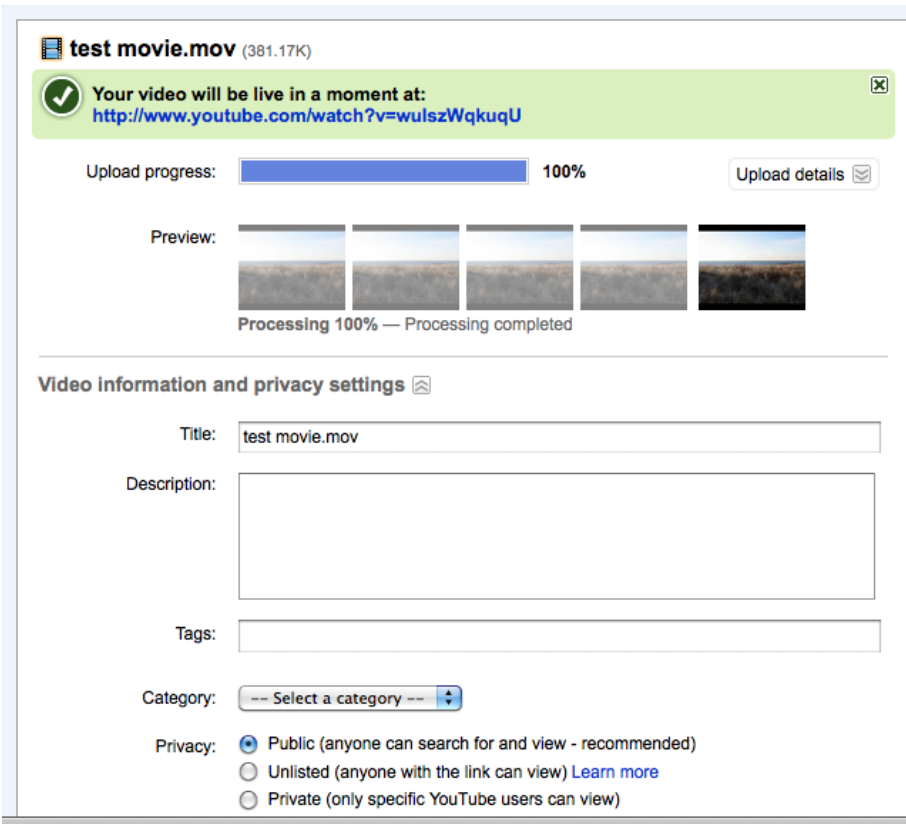 test movie.mov (381.17K)
Your video will be live in a moment at:
http://www.youtube.com/watch?v=wulszWqkuqU
Upload progress: 100% Upload details
Preview:
Processing 100% — Processing completed
Video information and privacy settings
Title: test movie.mov
Description:
Tags:
Category: -- Select a category --
Privacy: Public (anyone can search for and view - recommended)
Unlisted (anyone with the link can view) Learn more
Private (only specific YouTube users can view)